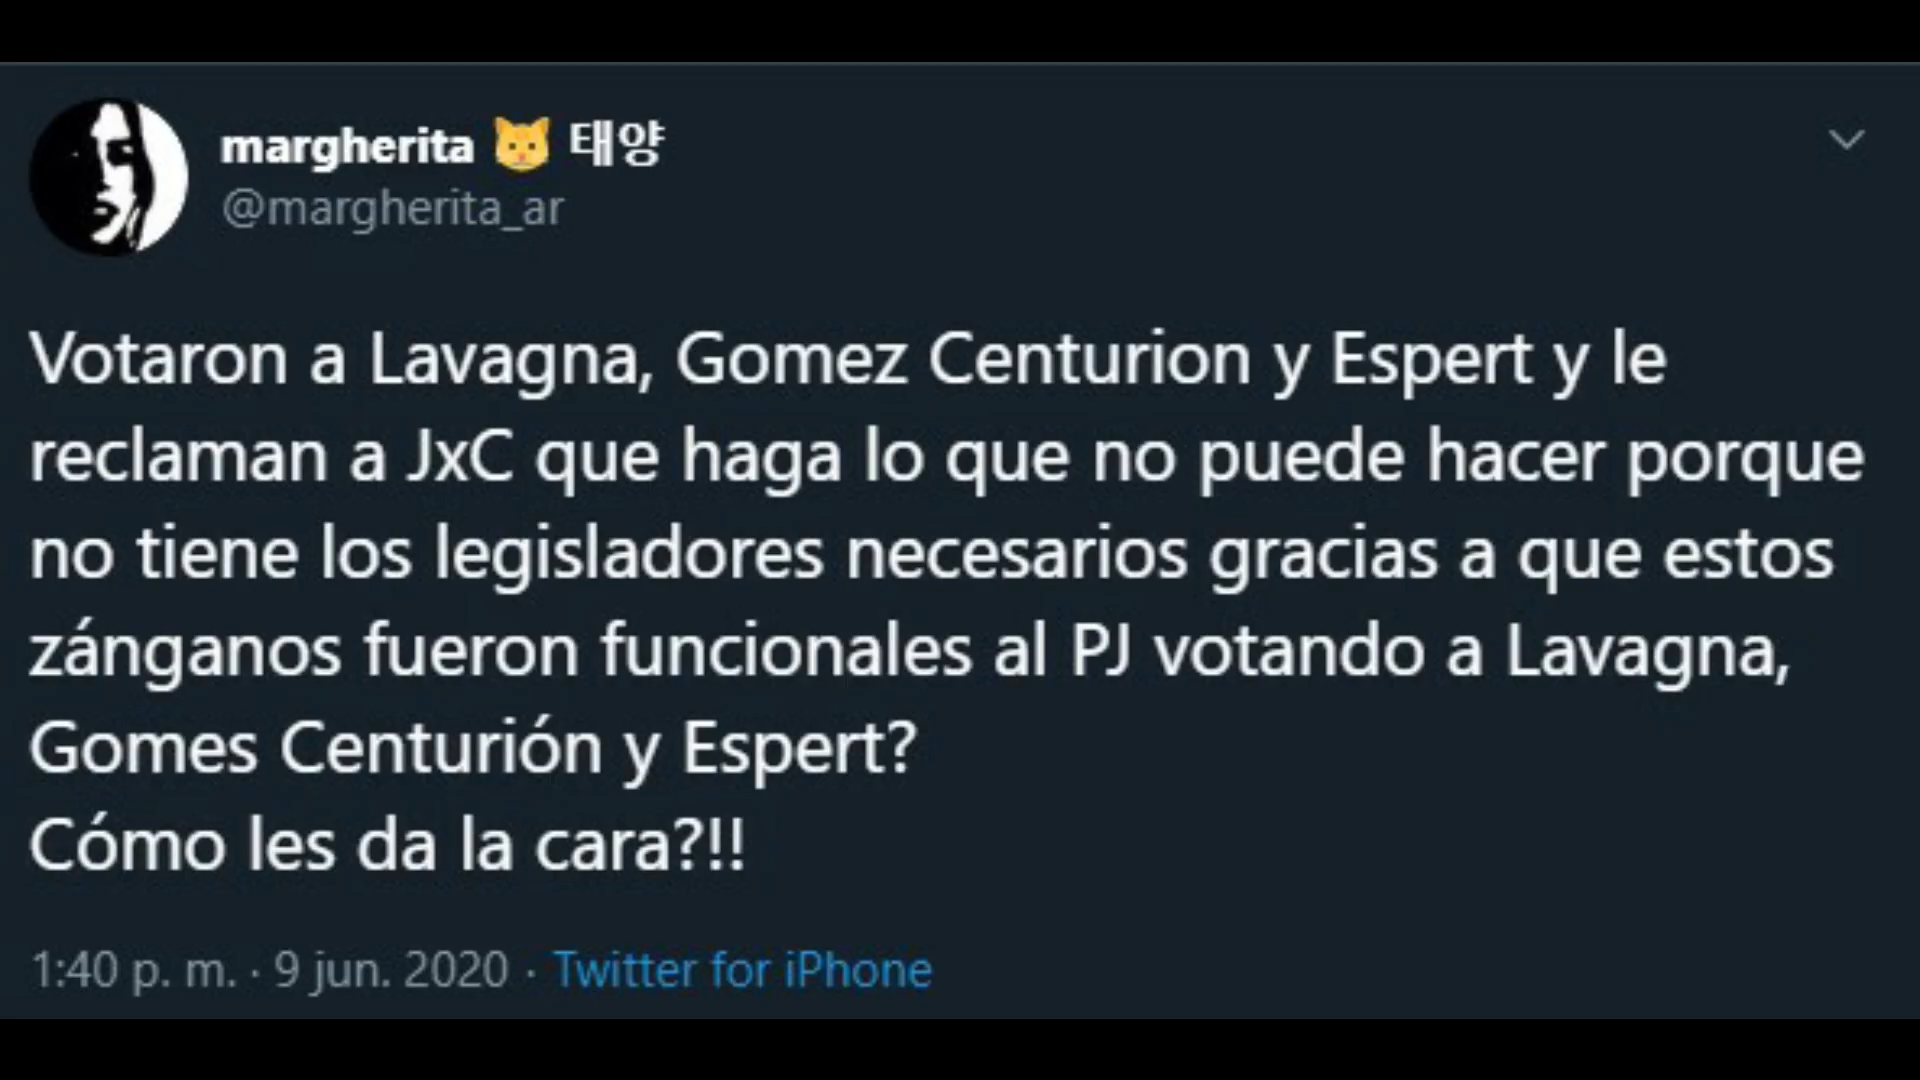 margherita 🐱 태양
@margherita_ar
Votaron a Lavagna, Gomez Centurion y Espert y le
reclaman a JxC que haga lo que no puede hacer porque
no tiene los legisladores necesarios gracias a que estos
zánganos fueron funcionales al PJ votando a Lavagna,
Gomes Centurión y Espert?
Cómo les da la cara?!!
1:40 p. m. · 9 jun. 2020 · Twitter for iPhone